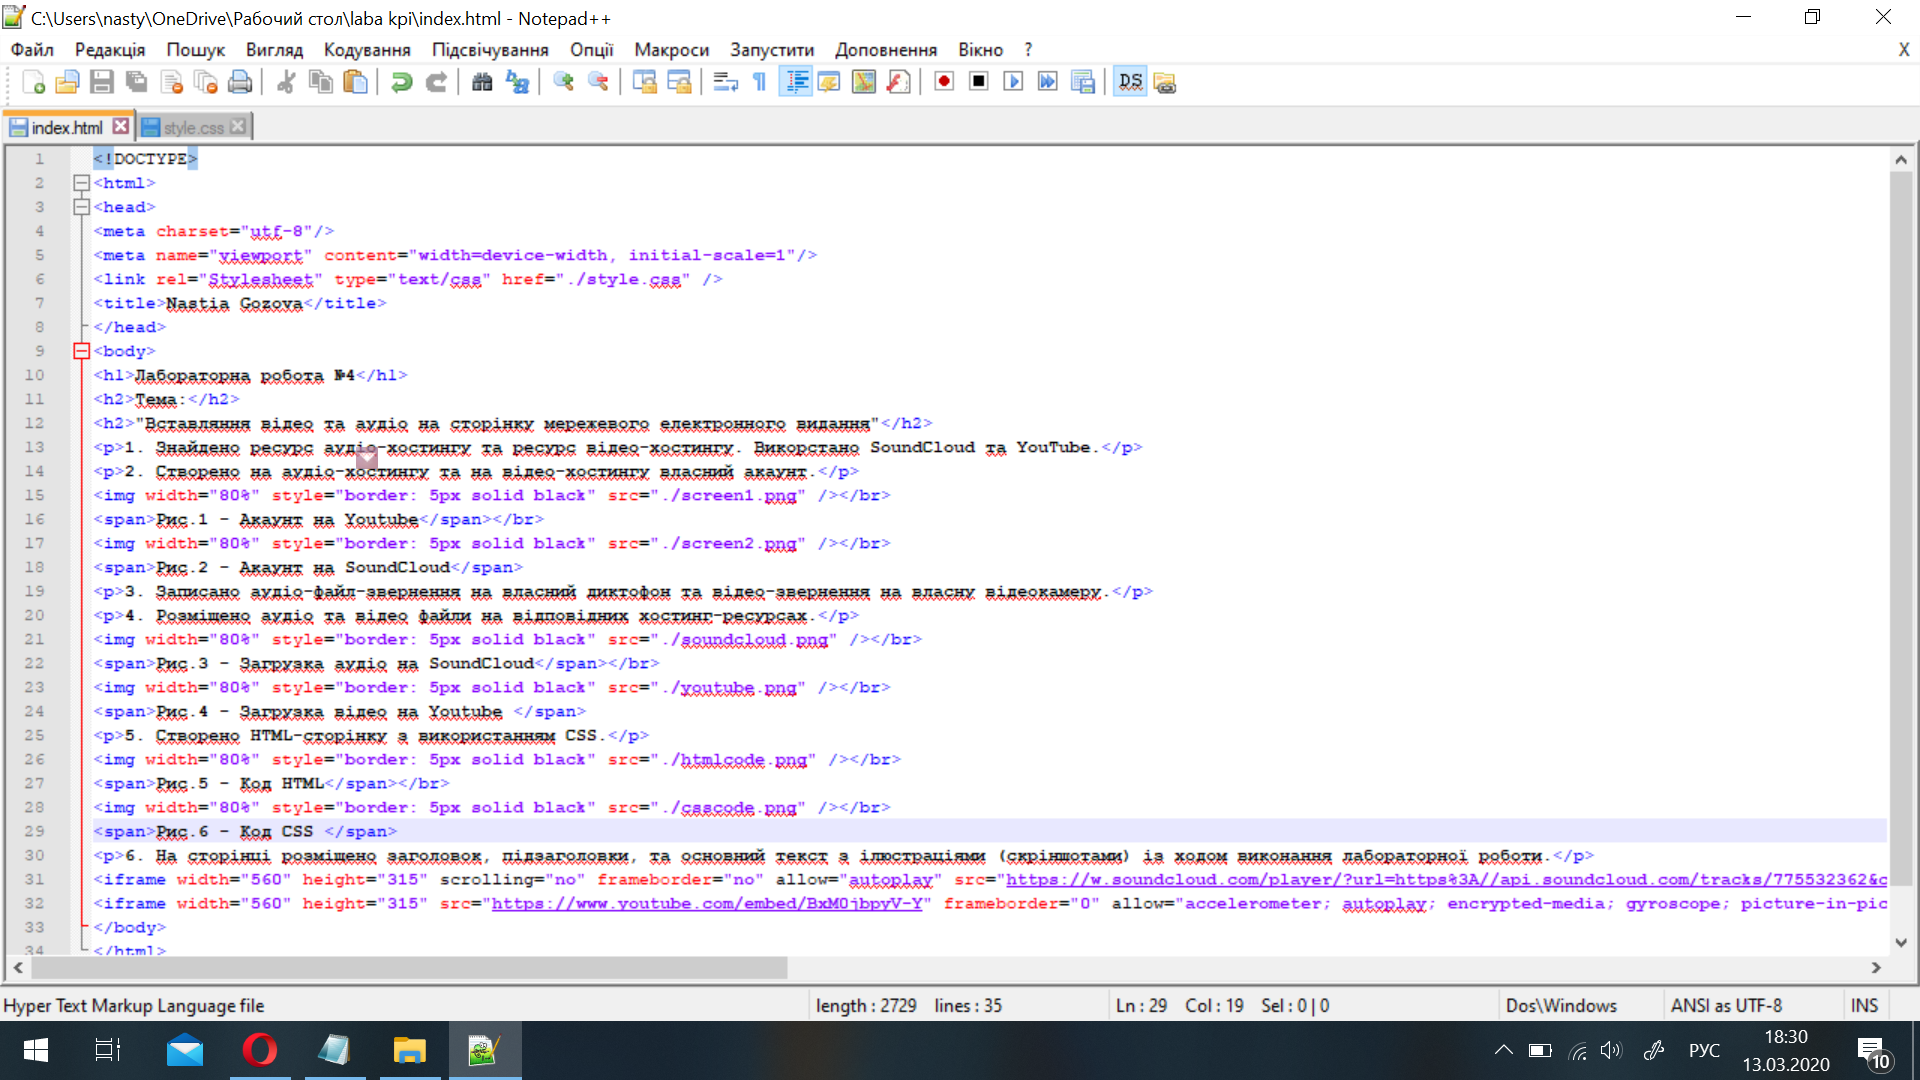 C:\Users\nasty\OneDrive\Рабочий стол\laba kpi\index.html - Notepad++
Файл Редакція Пошук Вигляд Кодування Підсвічування Опції Макроси Запустити Доповнення Вікно ? X
index.html style.css
1 <!DOCTYPE>
2 <html>
3 <head>
4 <meta charset="utf-8"/>
5 <meta name="viewport" content="width=device-width, initial-scale=1"/>
6 <link rel="Stylesheet" type="text/css" href="./style.css" />
7 <title>Nastia Gozova</title>
8 </head>
9 <body>
10 <h1>Лабораторна робота №4</h1>
11 <h2>Тема:</h2>
12 <h2>"Вставляння відео та аудіо на сторінку мережевого електронного видання"</h2>
13 <p>1. Знайдено ресурс аудіо-хостингу та ресурс відео-хостингу. Викорстано SoundCloud та YouTube.</p>
14 <p>2. Створено на аудіо-хостингу та на відео-хостингу власний акаунт.</p>
15 <img width="80%" style="border: 5px solid black" src="./screen1.png" /></br>
16 <span>Рис.1 - Акаунт на Youtube</span></br>
17 <img width="80%" style="border: 5px solid black" src="./screen2.png" /></br>
18 <span>Рис.2 - Акаунт на SoundCloud</span>
19 <p>3. Записано аудіо-файл-звернення на власний диктофон та відео-звернення на власну відеокамеру.</p>
20 <p>4. Розміщено аудіо та відео файли на відповідних хостинг-ресурсах.</p>
21 <img width="80%" style="border: 5px solid black" src="./soundcloud.png" /></br>
22 <span>Рис.3 - Загрузка аудіо на SoundCloud</span></br>
23 <img width="80%" style="border: 5px solid black" src="./youtube.png" /></br>
24 <span>Рис.4 - Загрузка відео на Youtube </span>
25 <p>5. Створено HTML-сторінку з використанням CSS.</p>
26 <img width="80%" style="border: 5px solid black" src="./htmlcode.png" /></br>
27 <span>Рис.5 - Код HTML</span></br>
28 <img width="80%" style="border: 5px solid black" src="./csscode.png" /></br>
29 <span>Рис.6 - Код CSS </span>
30 <p>6. На сторінці розміщено заголовок, підзаголовки, та основний текст з ілюстраціями (скріншотами) із ходом виконання лабораторної роботи.</p>
31 <iframe width="560" height="315" scrolling="no" frameborder="no" allow="autoplay" src="https://w.soundcloud.com/player/?url=https%3A//api.soundcloud.com/tracks/775532362&c
32 <iframe width="560" height="315" src="https://www.youtube.com/embed/BxM0jbpyV-Y" frameborder="0" allow="accelerometer; autoplay; encrypted-media; gyroscope; picture-in-pic
33 </body>
34 </html>
Hyper Text Markup Language file length : 2729 lines : 35 Ln : 29 Col : 19 Sel : 0 | 0 Dos\Windows ANSI as UTF-8 INS
РУС 18:30
13.03.2020 10